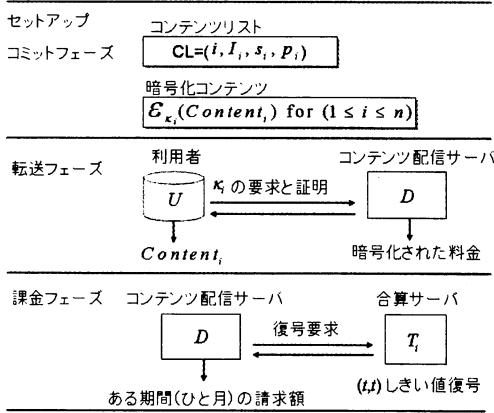 セットアップ
コンテンツリスト
コミットフェーズ
CL=(i, I_i, s_i, p_i)
暗号化コンテンツ
ℰ_{κ_i}(Content_i) for (1 ≤ i ≤ n)
転送フェーズ
利用者
コンテンツ配信サーバ
κ_i の要求と証明
U
D
Content_i
暗号化された料金
課金フェーズ
コンテンツ配信サーバ
合算サーバ
復号要求
D
T_i
(t,t)しきい値復号
ある期間(ひと月)の請求額